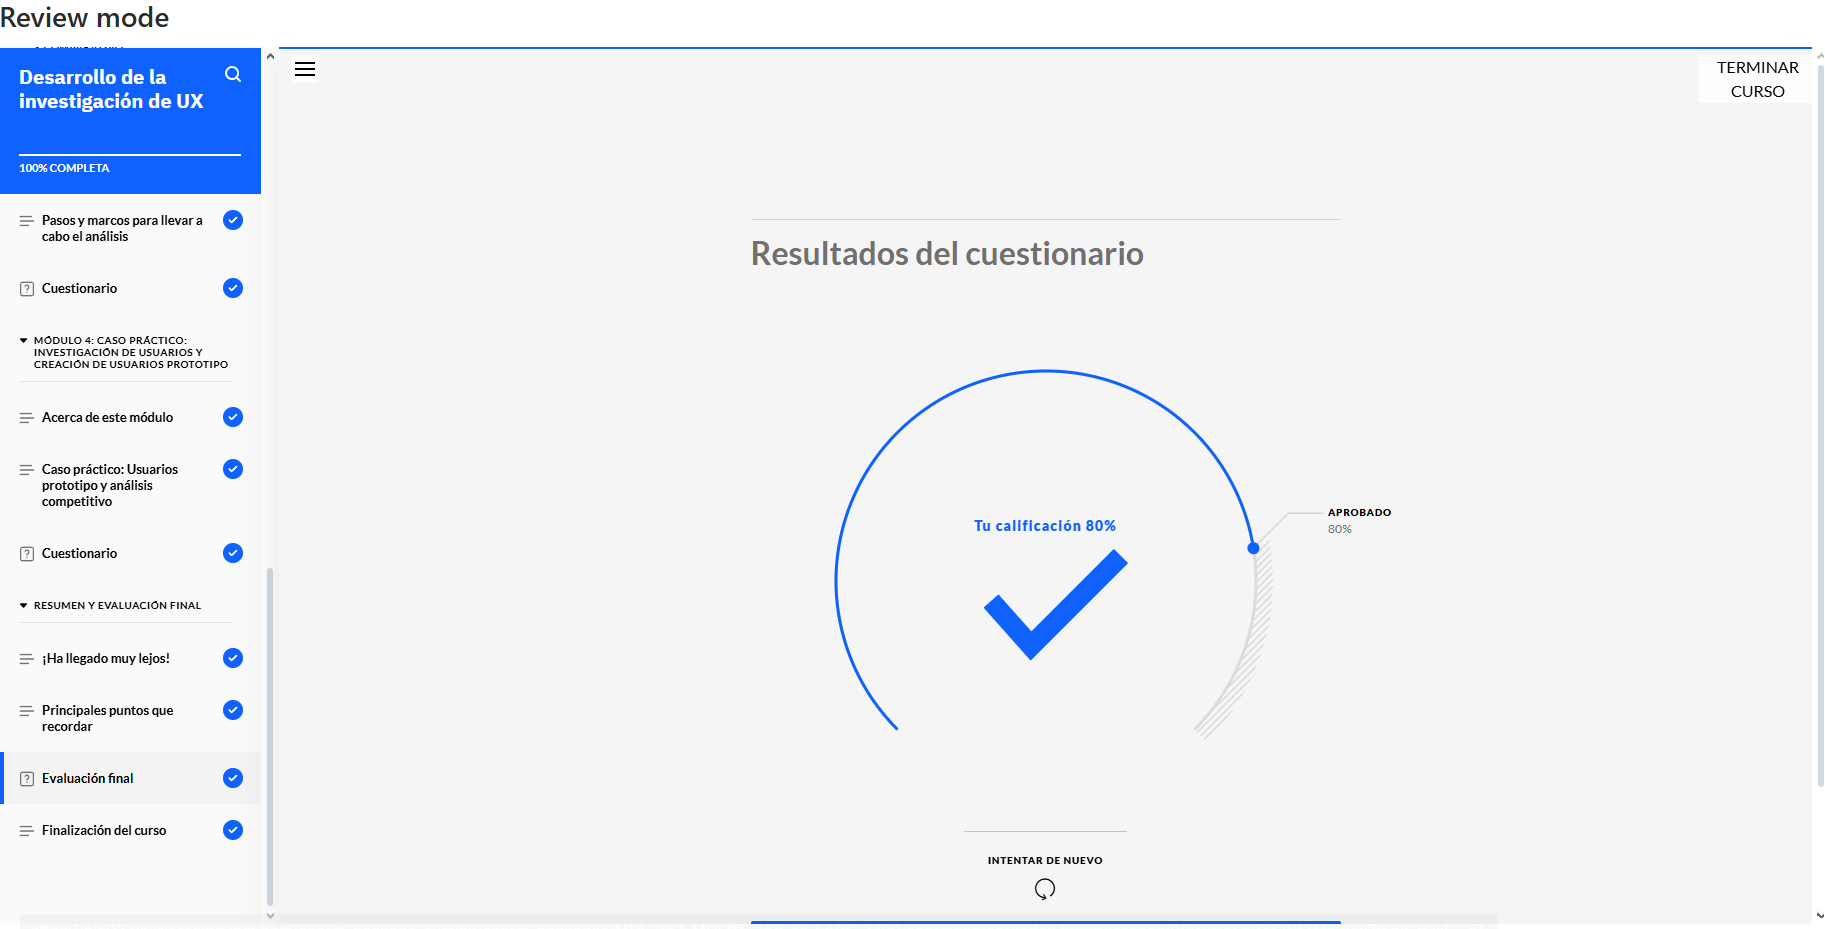 Review mode
Desarrollo de la
investigación de UX
100% COMPLETA
Pasos y marcos para llevar a
cabo el análisis
Cuestionario
MÓDULO 4: CASO PRÁCTICO:
INVESTIGACIÓN DE USUARIOS Y
CREACIÓN DE USUARIOS PROTOTIPO
Acerca de este módulo
Caso práctico: Usuarios
prototipo y análisis
competitivo
Cuestionario
RESUMEN Y EVALUACIÓN FINAL
¡Ha llegado muy lejos!
Principales puntos que
recordar
Evaluación final
Finalización del curso
TERMINAR
CURSO
Resultados del cuestionario
Tu calificación 80%
APROBADO
80%
INTENTAR DE NUEVO